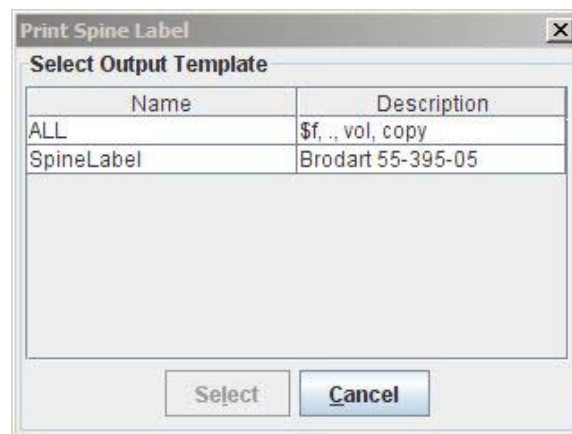 Print Spine Label
Select Output Template
Name Description
ALL $f, ., vol, copy
SpineLabel Brodart 55-395-05
Select Cancel